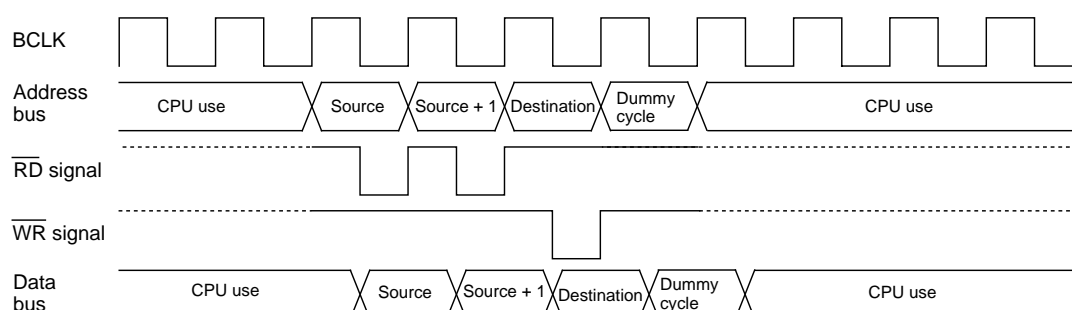 BCLK
Address
bus
CPU use
Source
Source + 1
Destination
Dummy
cycle
CPU use
RD signal
WR signal
Data
bus
CPU use
Source
Source + 1
Destination
Dummy
cycle
CPU use